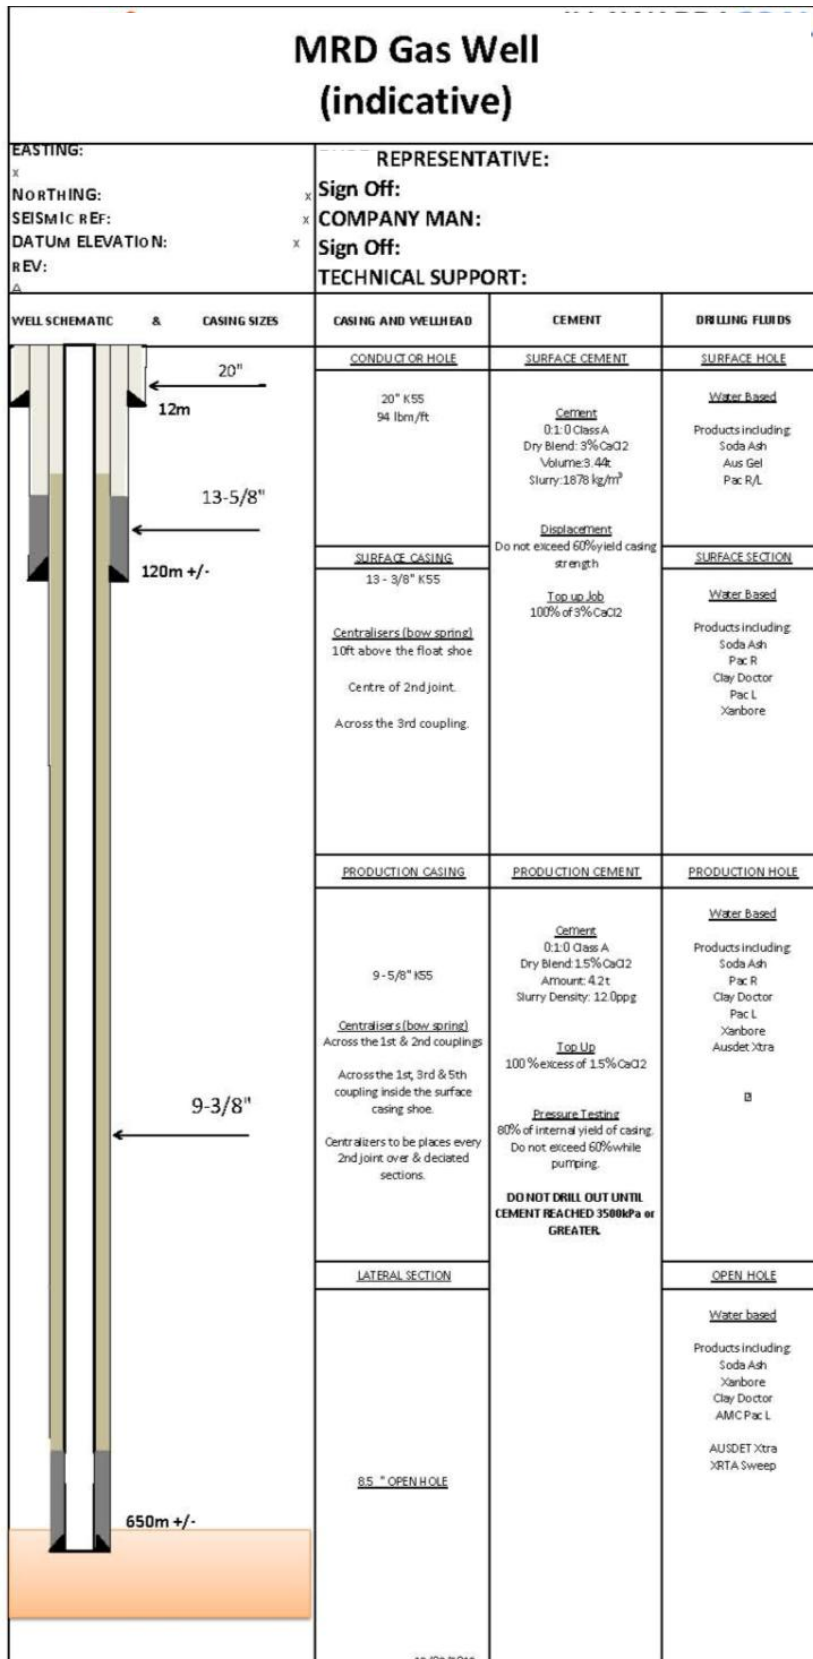 MRD Gas Well
(indicative)
EASTING:
x
NORTHING: x
SEISMIC REF: x
DATUM ELEVATION: x
REV:
A
REPRESENTATIVE:
Sign Off:
COMPANY MAN:
Sign Off:
TECHNICAL SUPPORT:
WELL SCHEMATIC & CASING SIZES
20"
12m
13-5/8"
120m +/-
9-3/8"
650m +/-
CASING AND WELLHEAD
CONDUCTOR HOLE
20" K55
94 lbm/ft
SURFACE CASING
13 - 3/8" K55
Centralisers (bow spring)
10ft above the float shoe
Centre of 2nd joint.
Across the 3rd coupling.
PRODUCTION CASING
9-5/8" K55
Centralisers (bow spring)
Across the 1st & 2nd couplings
Across the 1st, 3rd & 5th
coupling inside the surface
casing shoe.
Centralizers to be places every
2nd joint over & deciated
sections.
LATERAL SECTION
8.5 " OPEN HOLE
CEMENT
SURFACE CEMENT
Cement
0:1:0 Class A
Dry Blend: 3% CaCl2
Volume:3.44t
Slurry:1878 kg/m³
Displacement
Do not exceed 60% yield casing
strength
Top up Job
100% of 3% CaCl2
PRODUCTION CEMENT
Cement
0:1:0 Class A
Dry Blend: 1.5% CaCl2
Amount: 4.2t
Slurry Density: 12.0ppg
Top Up
100% excess of 1.5% CaCl2
Pressure Testing
80% of internal yield of casing.
Do not exceed 60% while
pumping.
DO NOT DRILL OUT UNTIL
CEMENT REACHED 3500kPa or
GREATER.
DRILLING FLUIDS
SURFACE HOLE
Water Based
Products including:
Soda Ash
Aus Gel
Pac R/L
SURFACE SECTION
Water Based
Products including:
Soda Ash
Pac R
Clay Doctor
Pac L
Xanbore
PRODUCTION HOLE
Water Based
Products including:
Soda Ash
Pac R
Clay Doctor
Pac L
Xanbore
Ausdet Xtra
OPEN HOLE
Water based
Products including:
Soda Ash
Xanbore
Clay Doctor
AMC Pac L
AUSDET Xtra
XRTA Sweep